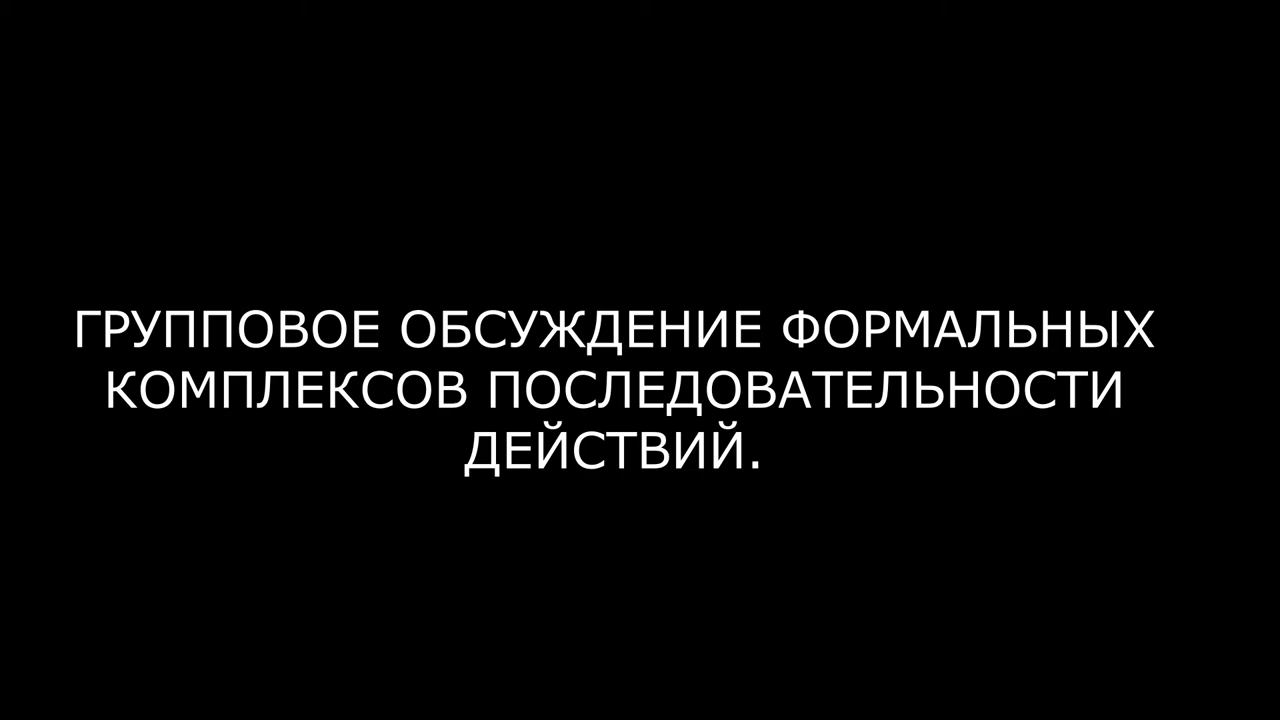 ГРУППОВОЕ ОБСУЖДЕНИЕ ФОРМАЛЬНЫХ
КОМПЛЕКСОВ ПОСЛЕДОВАТЕЛЬНОСТИ
ДЕЙСТВИЙ.